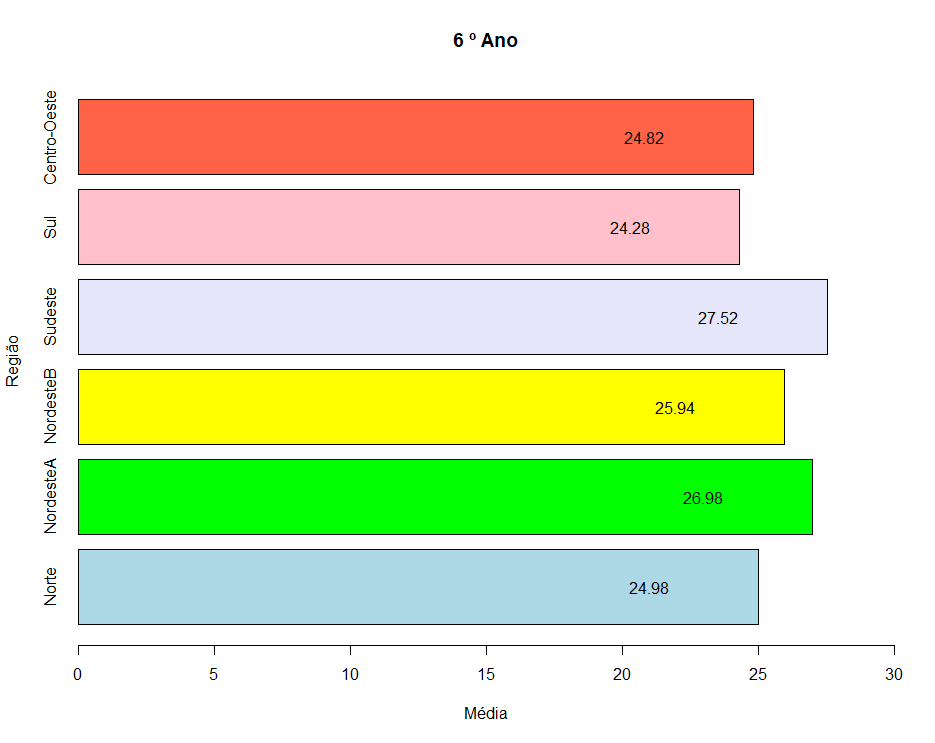 6 º Ano
Região
Centro-Oeste
24.82
Sul
24.28
Sudeste
27.52
NordesteB
25.94
NordesteA
26.98
Norte
24.98
0 5 10 15 20 25 30
Média